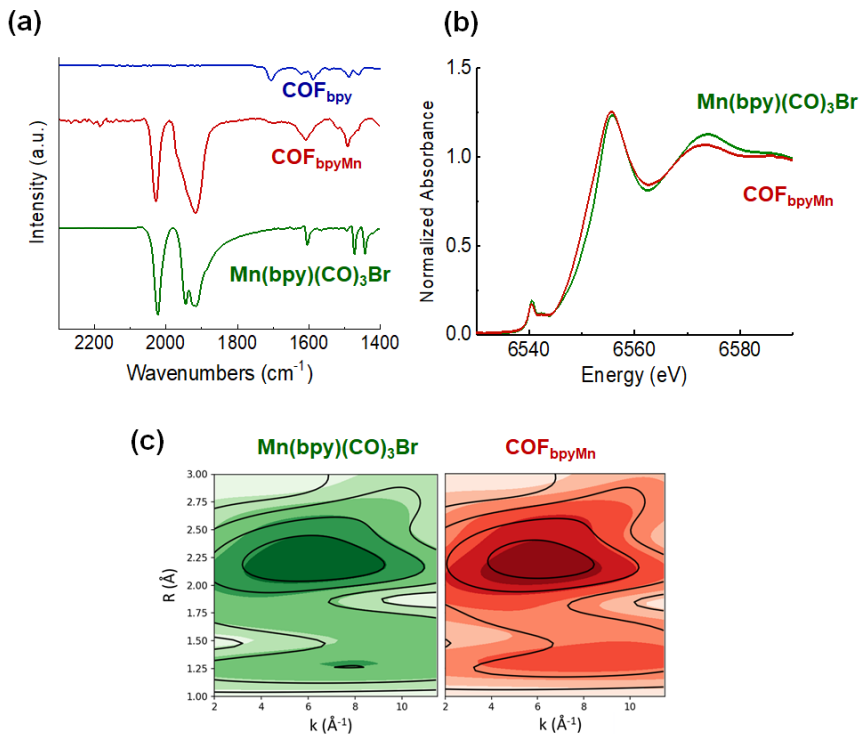 (a)
COFbpy
COFbpyMn
Mn(bpy)(CO)3Br
Intensity (a.u.)
2200 2000 1800 1600 1400
Wavenumbers (cm-1)
(b)
1.5
1.0
0.5
0.0
Normalized Absorbance
Mn(bpy)(CO)3Br
COFbpyMn
6540 6560 6580
Energy (eV)
(c)
Mn(bpy)(CO)3Br COFbpyMn
3.00
2.75
2.50
2.25
2.00
1.75
1.50
1.25
1.00
R (Å)
2 4 6 8 10
k (Å-1)
2 4 6 8 10
k (Å-1)